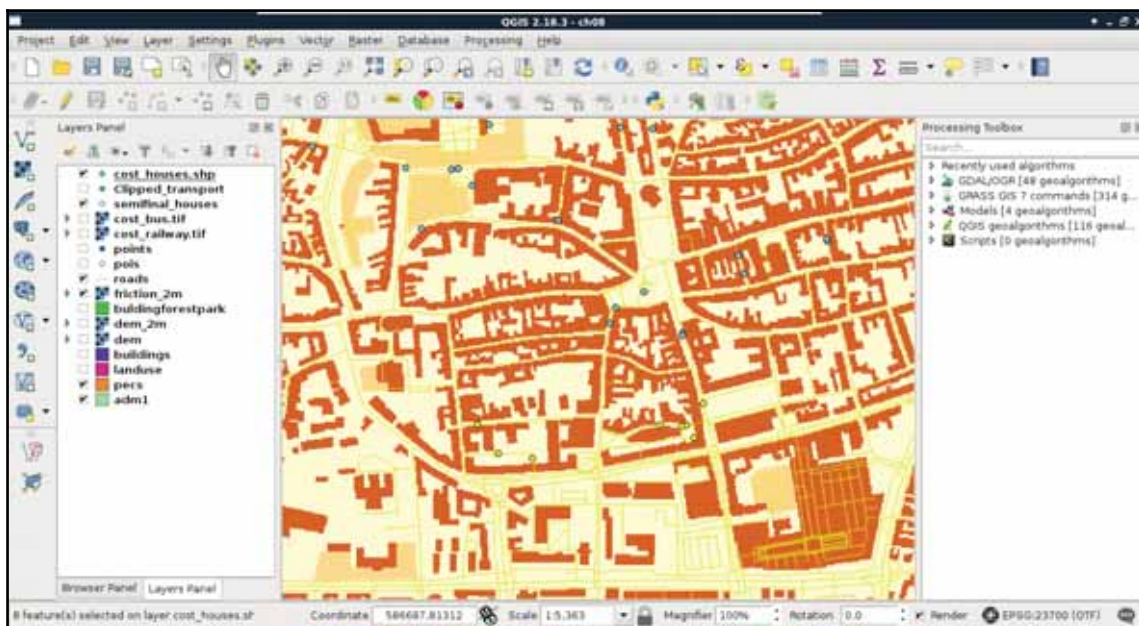 QGIS 2.18.3 - ch08
Project Edit View Layer Settings Plugins Vector Raster Database Processing Help
Layers Panel
cost_houses.shp
Clipped_transport
semifinal_houses
cost_bus.tif
cost_railway.tif
points
pois
roads
friction_2m
buldingforestpark
dem_2m
dem
buildings
landuse
pecs
adm1
Browser Panel Layers Panel
Processing Toolbox
Search...
Recently used algorithms
GDAL/OGR [48 geoalgorithms]
GRASS GIS 7 commands [314 g...
Models [4 geoalgorithms]
QGIS geoalgorithms [116 geoal...
Scripts [0 geoalgorithms]
8 feature(s) selected on layer cost_houses.sh Coordinate 586687.81312 Scale 1:5,363 Magnifier 100% Rotation 0.0 Render EPSG:23700 (OTF)